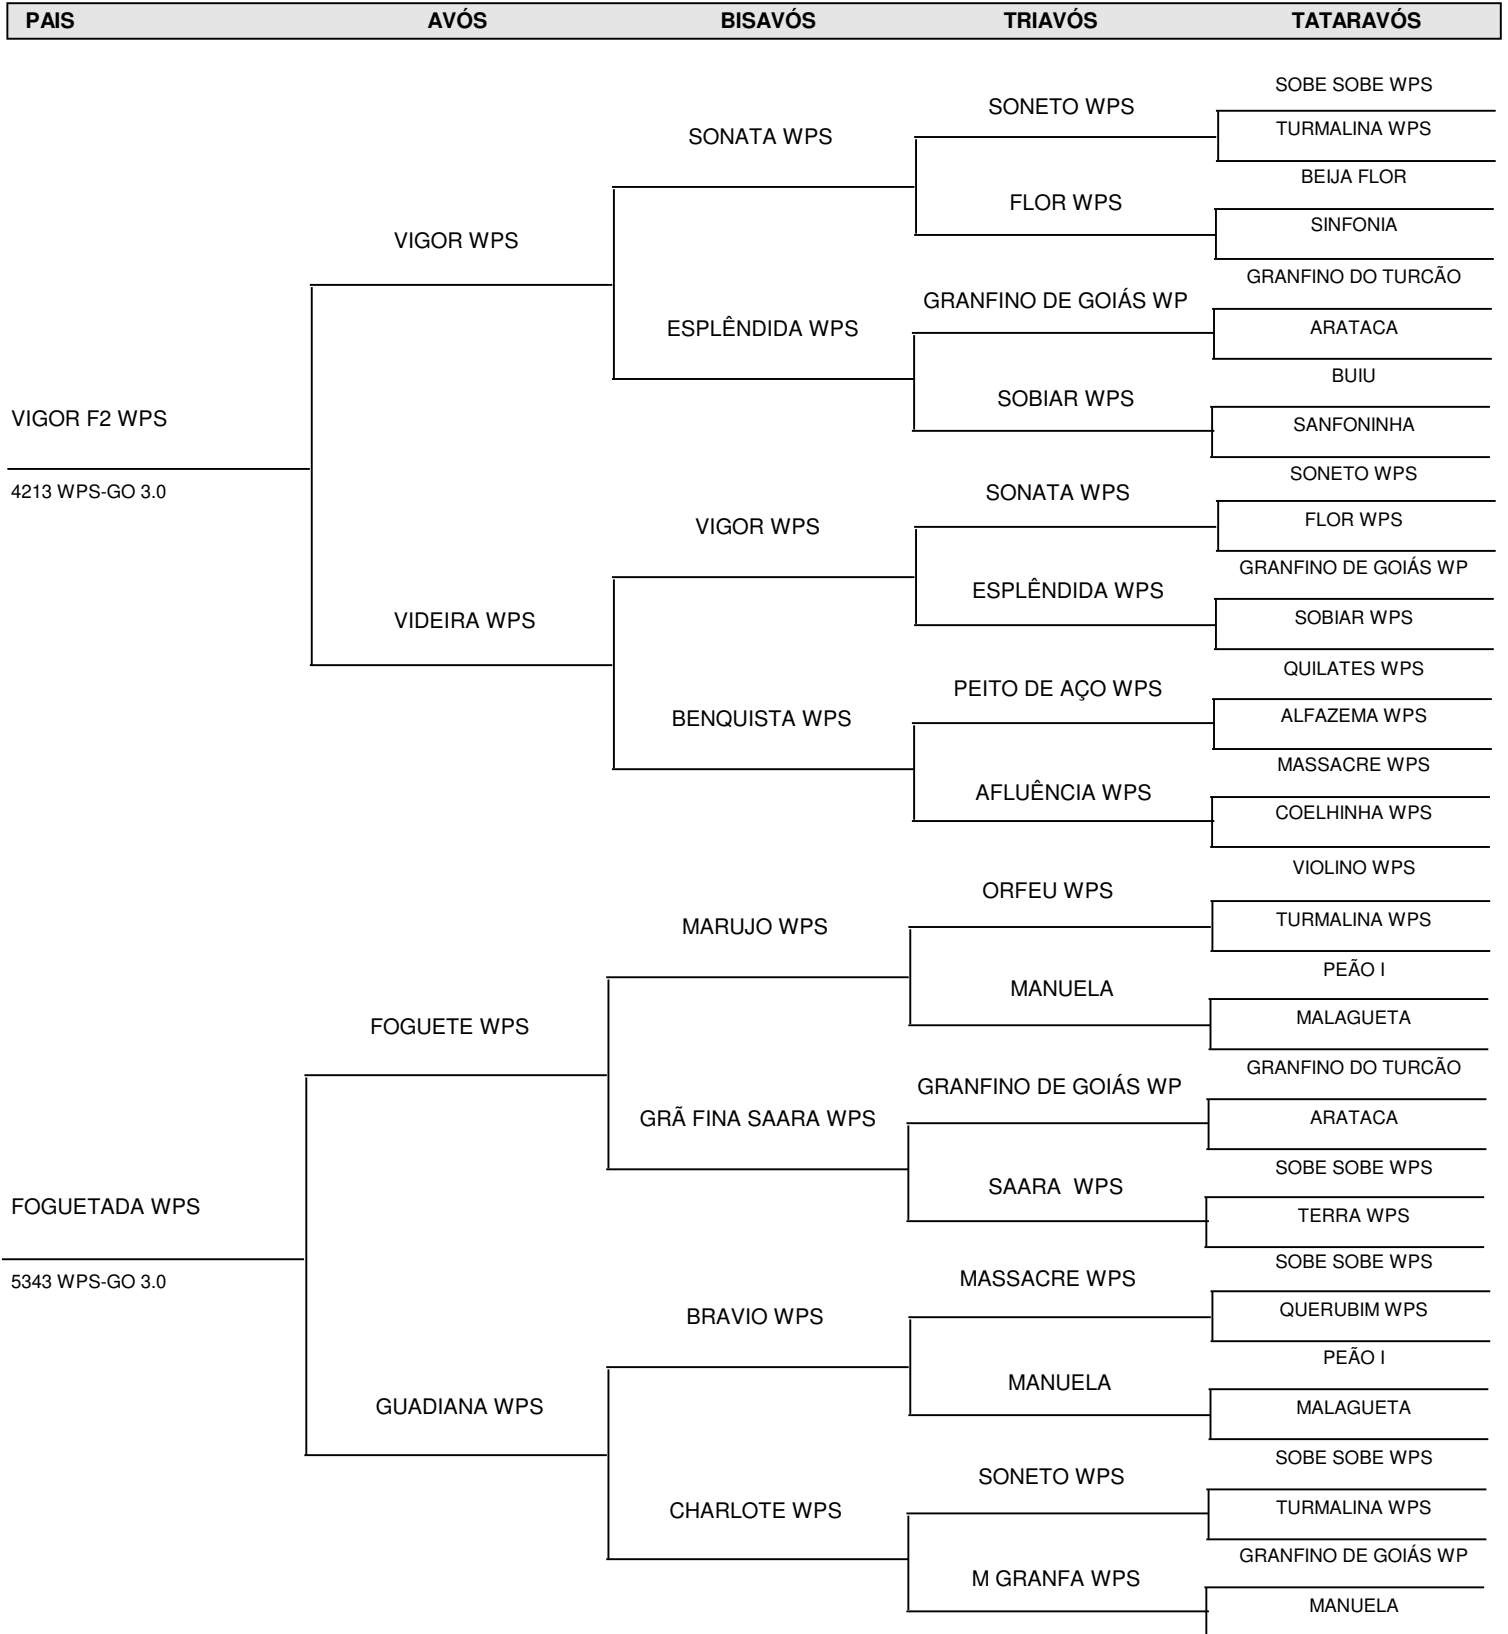 PAIS AVÓS BISAVÓS TRIAVÓS TATARAVÓS
SOBE SOBE WPS
SONETO WPS
TURMALINA WPS
SONATA WPS
BEIJA FLOR
FLOR WPS
SINFONIA
VIGOR WPS
GRANFINO DO TURCÃO
GRANFINO DE GOIÁS WP
ESPLÊNDIDA WPS
ARATACA
BUIU
SOBIAR WPS
VIGOR F2 WPS
SANFONINHA
SONETO WPS
4213 WPS-GO 3.0
SONATA WPS
FLOR WPS
VIGOR WPS
GRANFINO DE GOIÁS WP
ESPLÊNDIDA WPS
VIDEIRA WPS
SOBIAR WPS
QUILATES WPS
PEITO DE AÇO WPS
BENQUISTA WPS
ALFAZEMA WPS
MASSACRE WPS
AFLUÊNCIA WPS
COELHINHA WPS
VIOLINO WPS
ORFEU WPS
MARUJO WPS
TURMALINA WPS
PEÃO I
MANUELA
MALAGUETA
FOGUETE WPS
GRANFINO DO TURCÃO
GRANFINO DE GOIÁS WP
GRÃ FINA SAARA WPS
ARATACA
SOBE SOBE WPS
SAARA WPS
FOGUETADA WPS
TERRA WPS
SOBE SOBE WPS
5343 WPS-GO 3.0
MASSACRE WPS
BRAVIO WPS
QUERUBIM WPS
PEÃO I
MANUELA
GUADIANA WPS
MALAGUETA
SOBE SOBE WPS
SONETO WPS
CHARLOTE WPS
TURMALINA WPS
GRANFINO DE GOIÁS WP
M GRANFA WPS
MANUELA